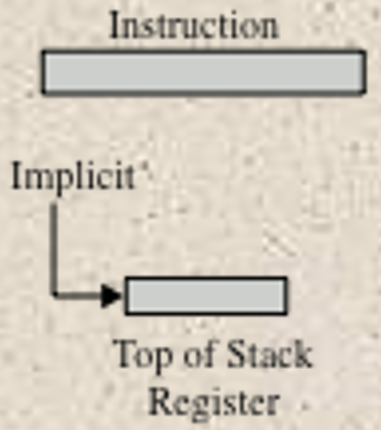 Instruction
Implicit
Top of Stack
Register